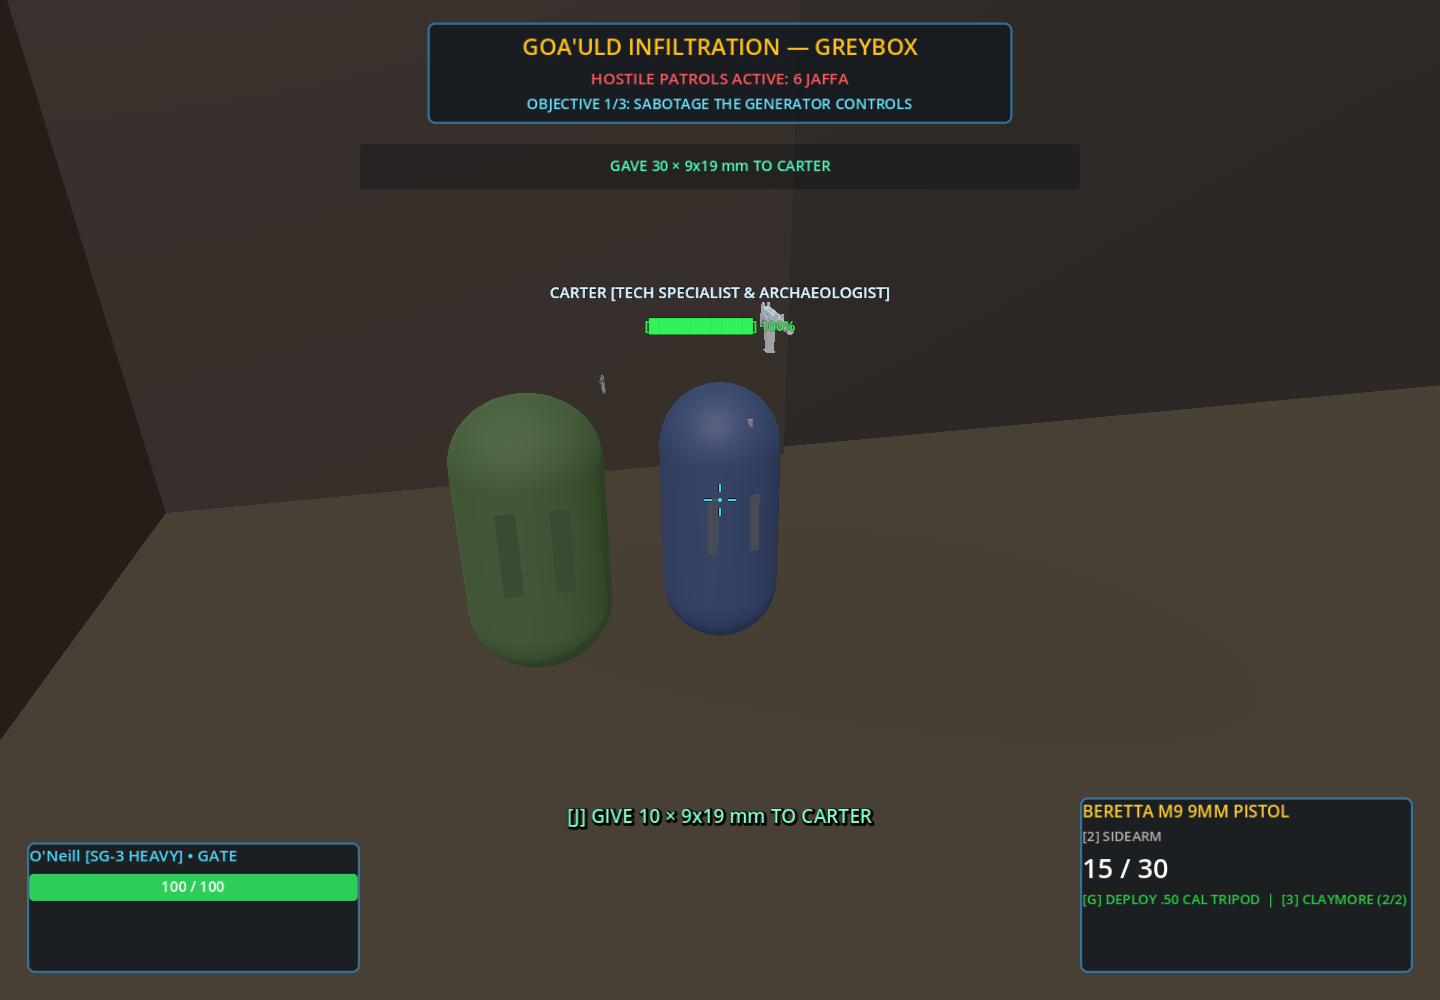 GOA'ULD INFILTRATION — GREYBOX
HOSTILE PATROLS ACTIVE: 6 JAFFA
OBJECTIVE 1/3: SABOTAGE THE GENERATOR CONTROLS
GAVE 30 × 9x19 mm TO CARTER
CARTER [TECH SPECIALIST & ARCHAEOLOGIST]
[██████████] 100%
[J] GIVE 10 × 9x19 mm TO CARTER
O'Neill [SG-3 HEAVY] • GATE
100 / 100
BERETTA M9 9MM PISTOL
[2] SIDEARM
15 / 30
[G] DEPLOY .50 CAL TRIPOD | [3] CLAYMORE (2/2)